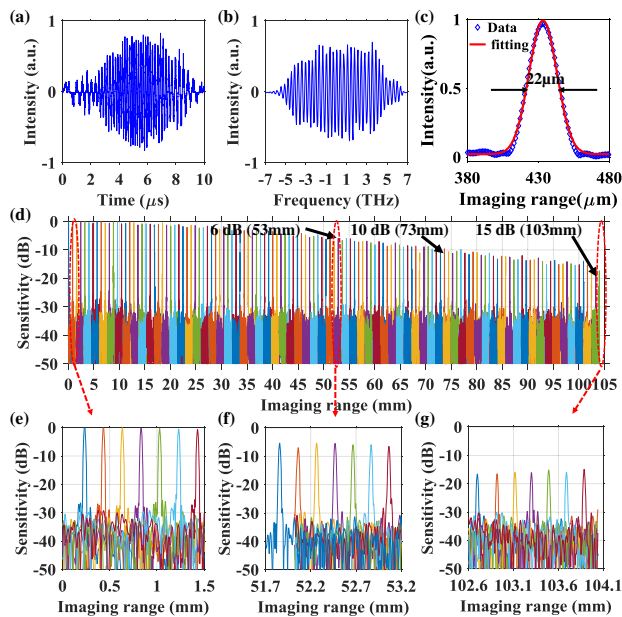 (a)
(b)
(c)
1
0
-1
Intensity (a.u.)
0 2 4 6 8 10
Time (μs)
1
0
-1
Intensity (a.u.)
-7 -5 -3 -1 1 3 5 7
Frequency (THz)
1
0.5
0
Intensity(a.u.)
Data
fitting
22μm
380 430 480
Imaging range(μm)
(d)
0
-10
-20
-30
-40
-50
Sensitivity (dB)
6 dB (53mm)
10 dB (73mm)
15 dB (103mm)
0 5 10 15 20 25 30 35 40 45 50 55 60 65 70 75 80 85 90 95 100 105
Imaging range (mm)
(e)
(f)
(g)
0
-10
-20
-30
-40
-50
Sensitivity (dB)
0 0.5 1 1.5
Imaging range (mm)
0
-10
-20
-30
-40
-50
Sensitivity (dB)
51.7 52.2 52.7 53.2
Imaging range (mm)
0
-10
-20
-30
-40
-50
Sensitivity (dB)
102.6 103.1 103.6 104.1
Imaging range (mm)